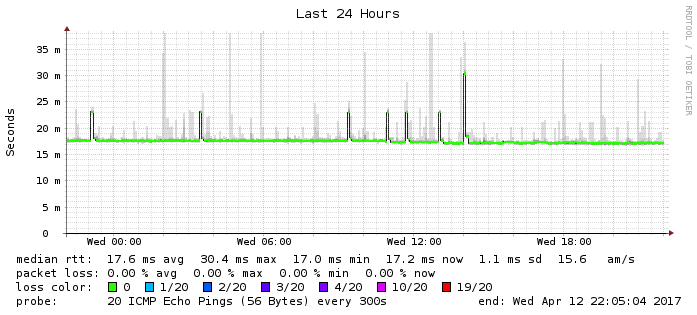 Last 24 Hours
RRDTOOL / TOBI OETIKER
Seconds
35 m
30 m
25 m
20 m
15 m
10 m
5 m
0
Wed 00:00 Wed 06:00 Wed 12:00 Wed 18:00
median rtt: 17.6 ms avg 30.4 ms max 17.0 ms min 17.2 ms now 1.1 ms sd 15.6 am/s
packet loss: 0.00 % avg 0.00 % max 0.00 % min 0.00 % now
loss color: 0 1/20 2/20 3/20 4/20 10/20 19/20
probe: 20 ICMP Echo Pings (56 Bytes) every 300s end: Wed Apr 12 22:05:04 2017